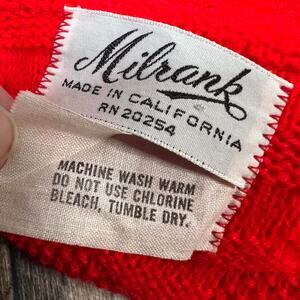 Milrank
MADE IN CALIFORNIA
RN 20254
MACHINE WASH WARM
DO NOT USE CHLORINE
BLEACH, TUMBLE DRY.